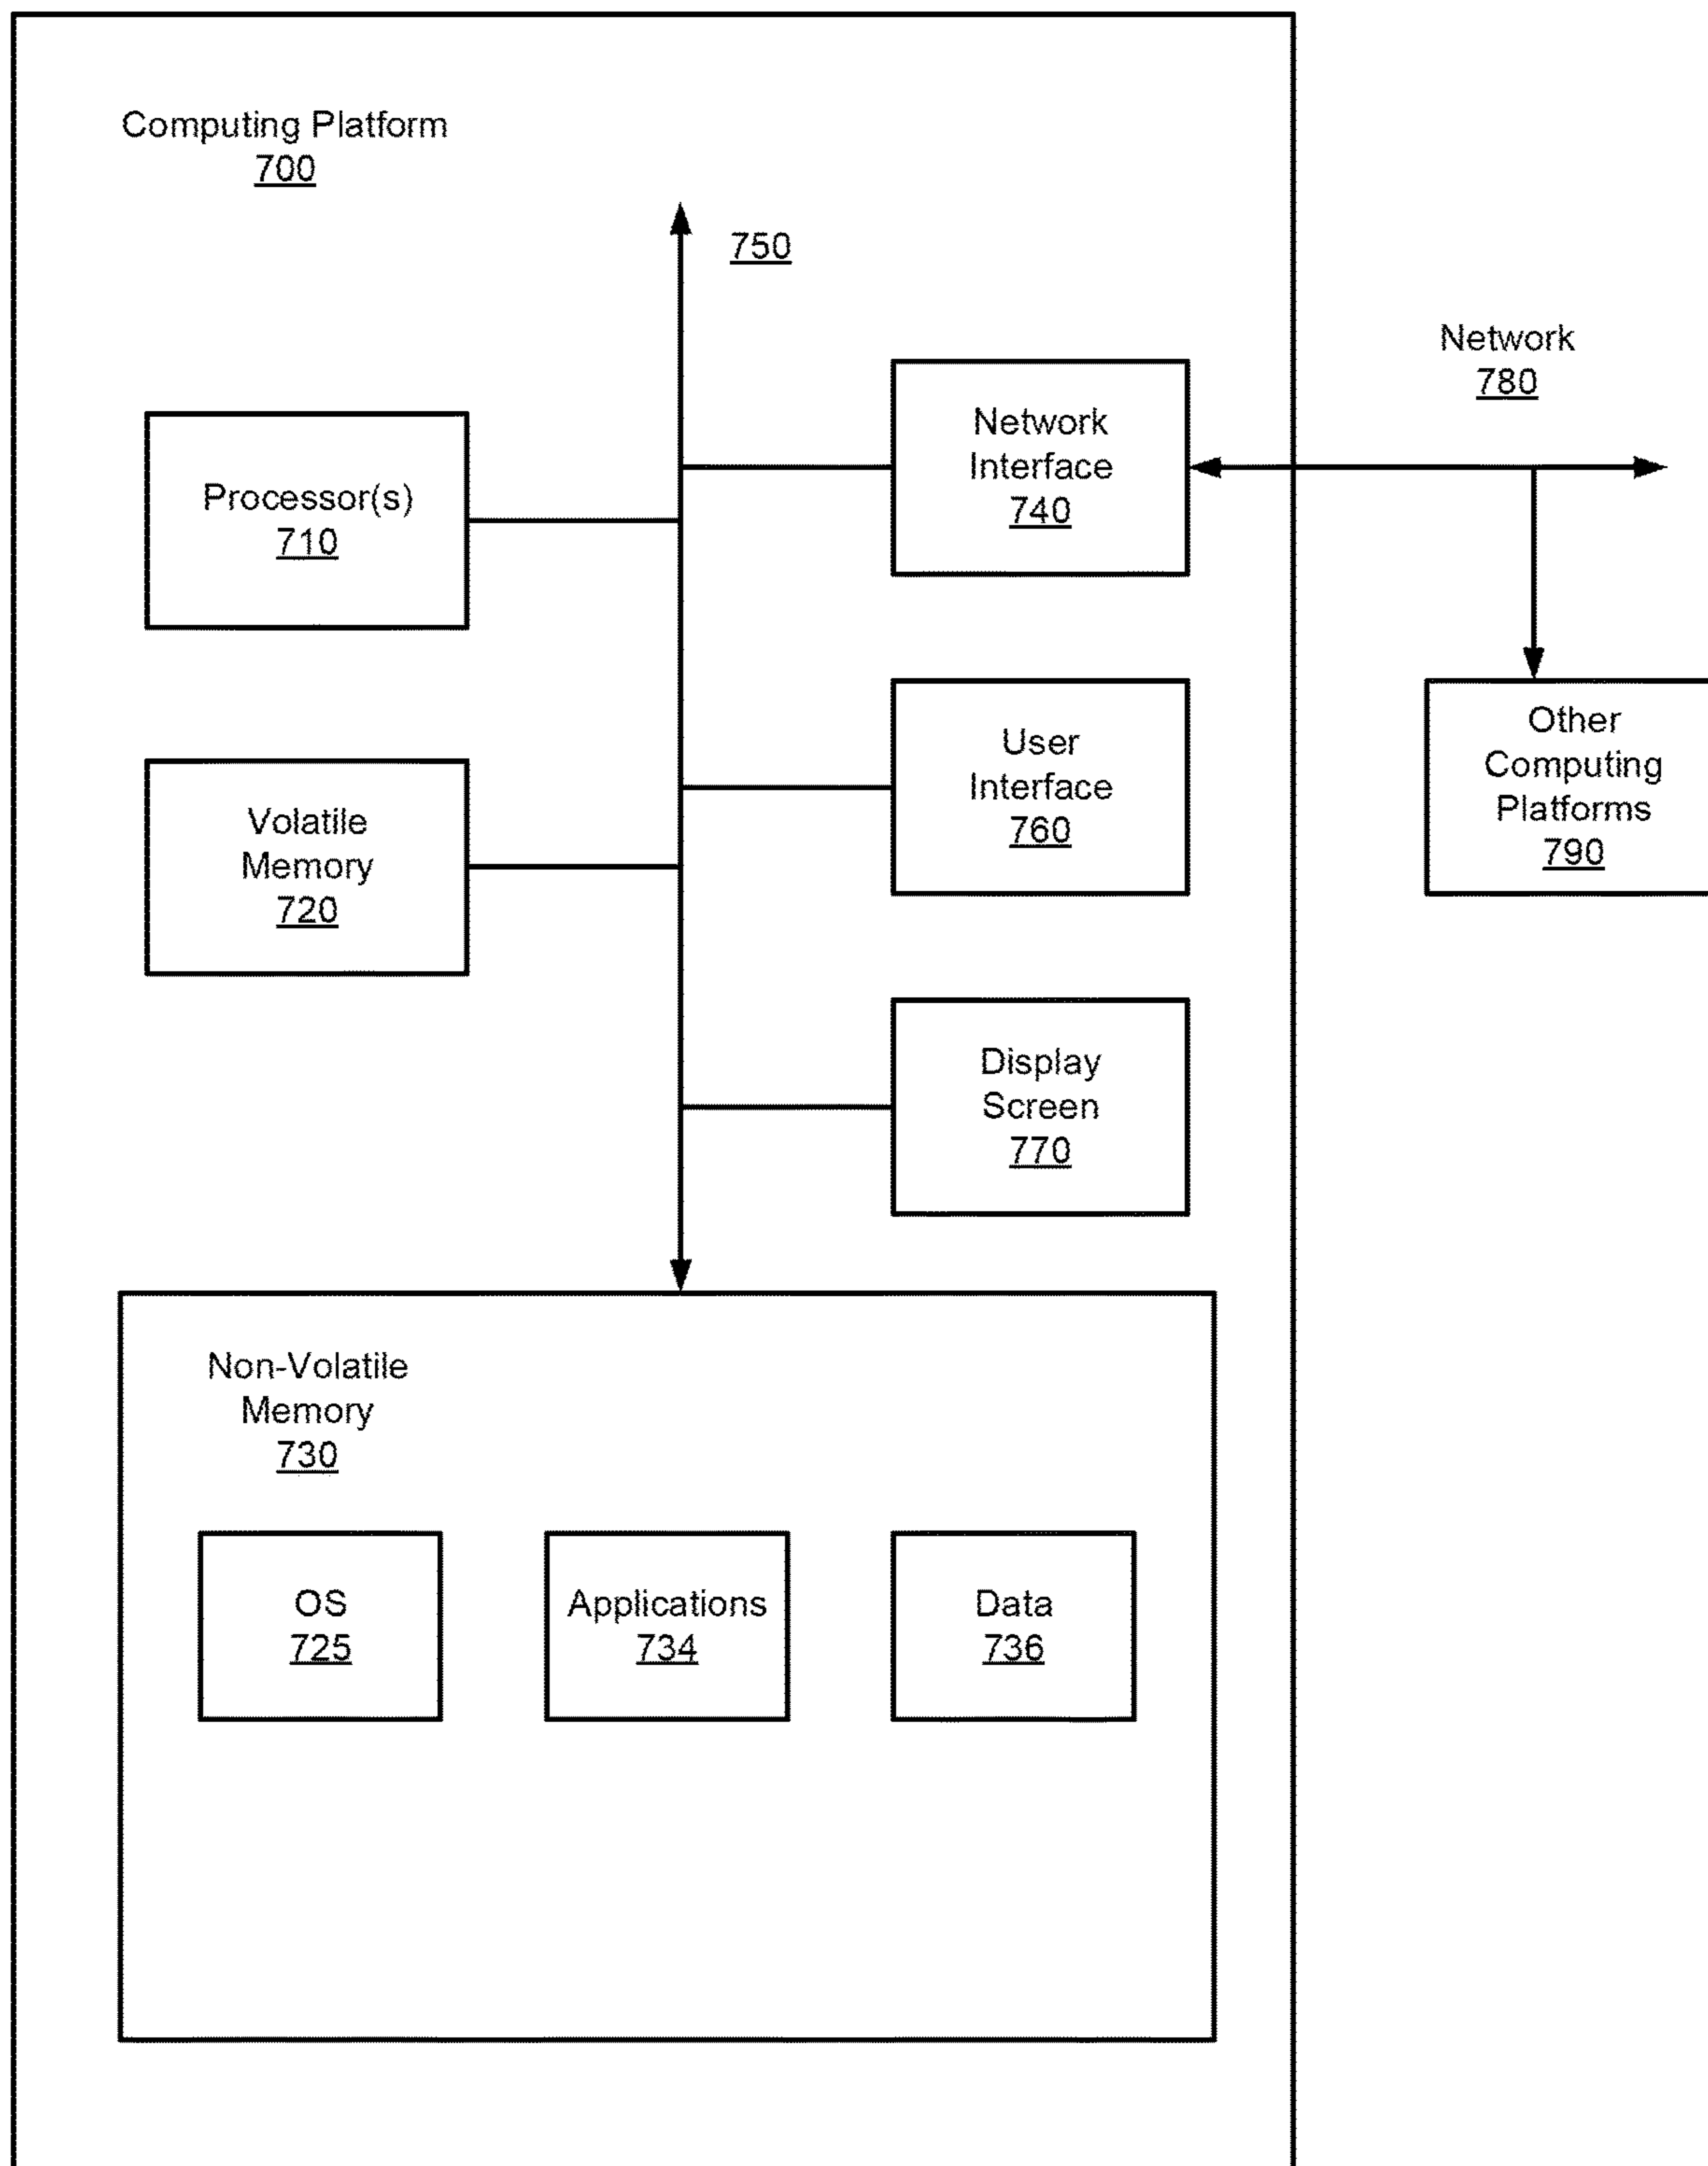 Computing Platform
700
750
Network
780
Network
Interface
740
Processor(s)
710
User
Interface
760
Other
Computing
Platforms
790
Volatile
Memory
720
Display
Screen
770
Non-Volatile
Memory
730
OS
725
Applications
734
Data
736